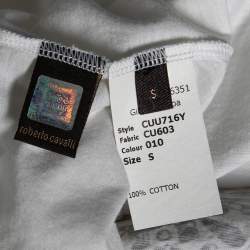 roberto cavalli
S
Style CUU716Y
Fabric CU603
Colour 010
Size S
100% COTTON